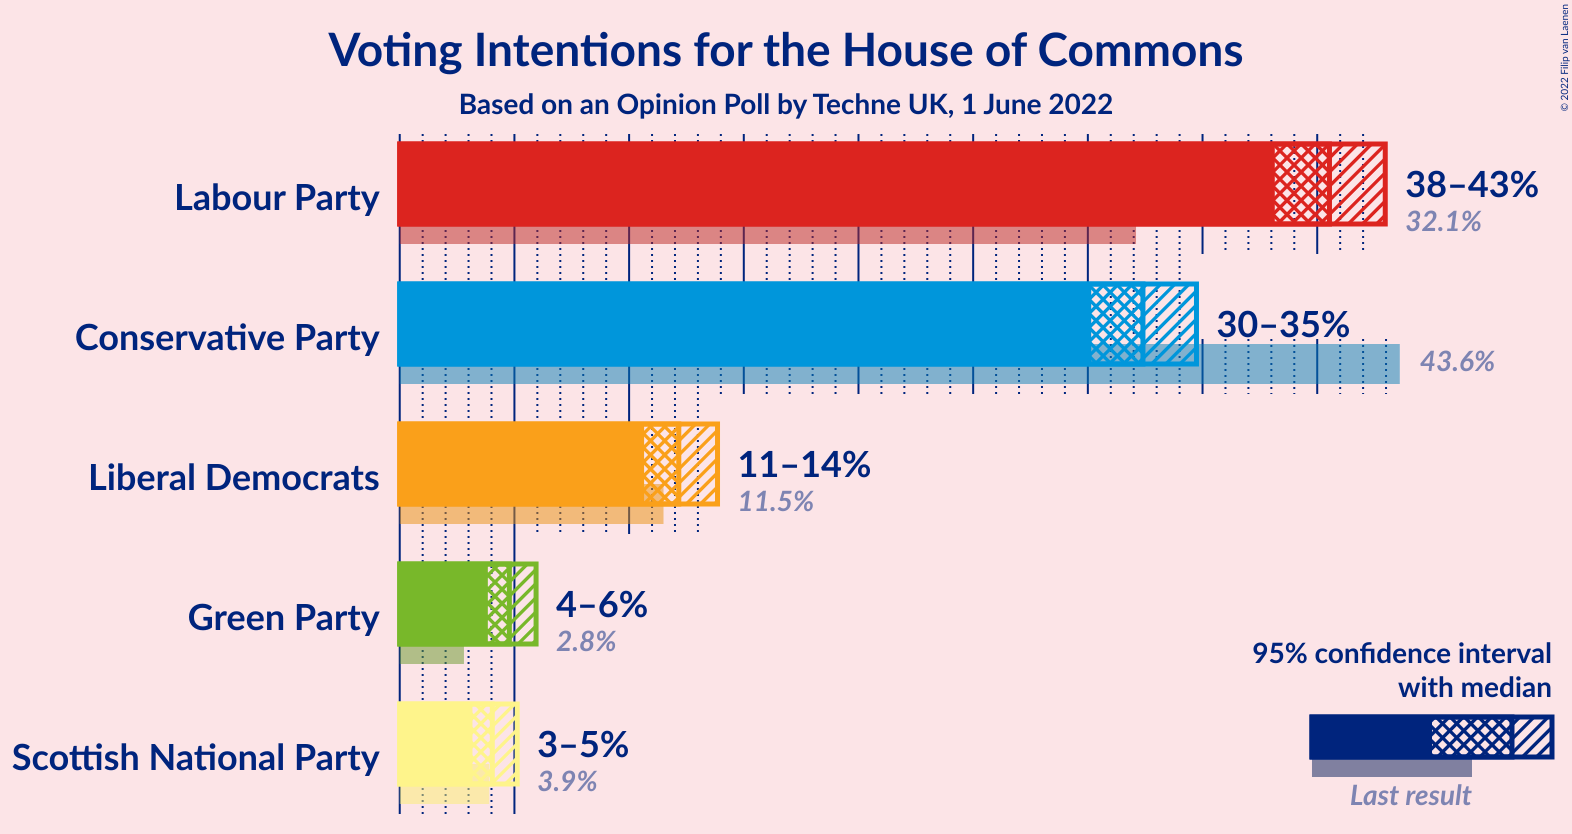 Voting Intentions for the House of Commons
Based on an Opinion Poll by Techne UK, 1 June 2022
© 2022 Filip van Laenen
Labour Party
38–43%
32.1%
Conservative Party
30–35%
43.6%
Liberal Democrats
11–14%
11.5%
Green Party
4–6%
2.8%
Scottish National Party
3–5%
3.9%
95% confidence interval
with median
Last result